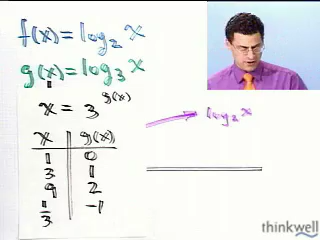 f(x)=log₂ x
g(x)=log₃ x
x = 3^g(x)
x g(x)
1 0
3 1
9 2
1/3 -1
log₂ x
thinkwell